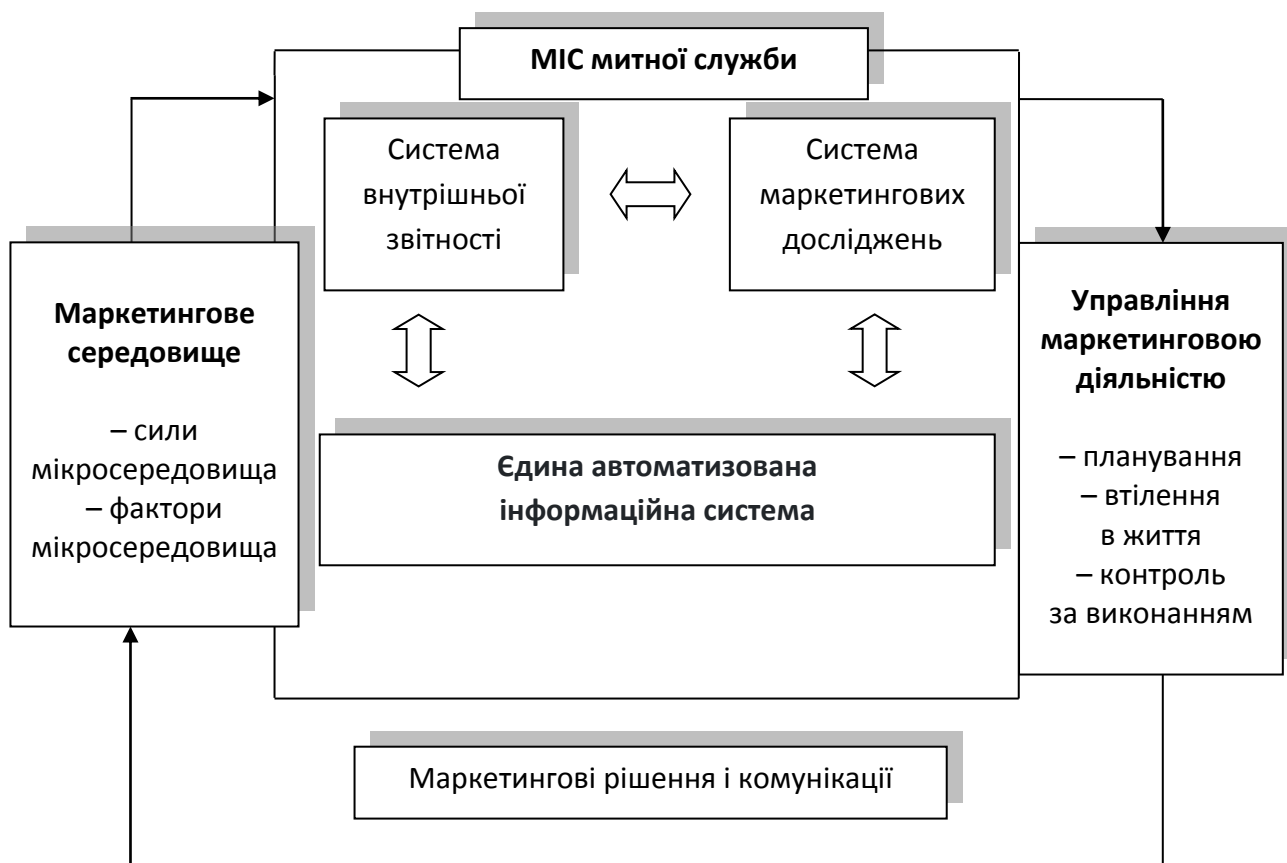 МІС митної служби
Система
внутрішньої
звітності
Система
маркетингових
досліджень
Маркетингове
середовище
– сили
мікросередовища
– фактори
мікросередовища
Управління
маркетинговою
діяльністю
– планування
– втілення
в життя
– контроль
за виконанням
Єдина автоматизована
інформаційна система
Маркетингові рішення і комунікації